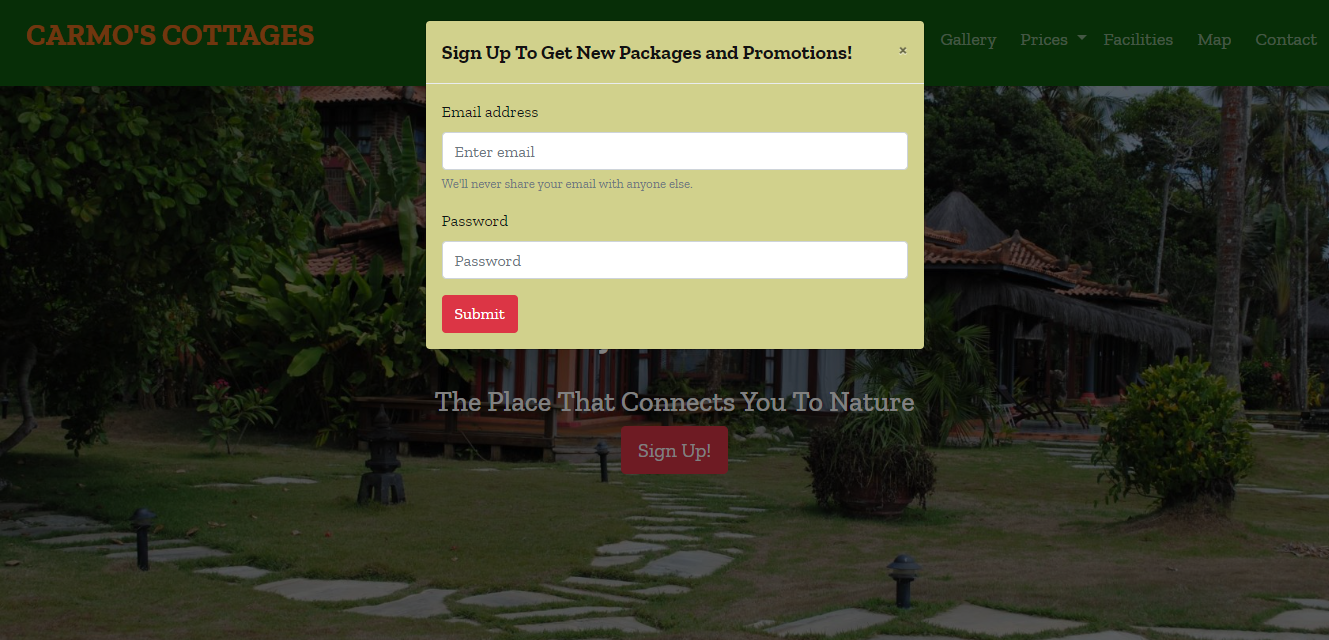 CARMO'S COTTAGES
Gallery Prices Facilities Map Contact
Sign Up To Get New Packages and Promotions!
×
Email address
Enter email
We'll never share your email with anyone else.
Password
Password
Submit
The Place That Connects You To Nature
Sign Up!